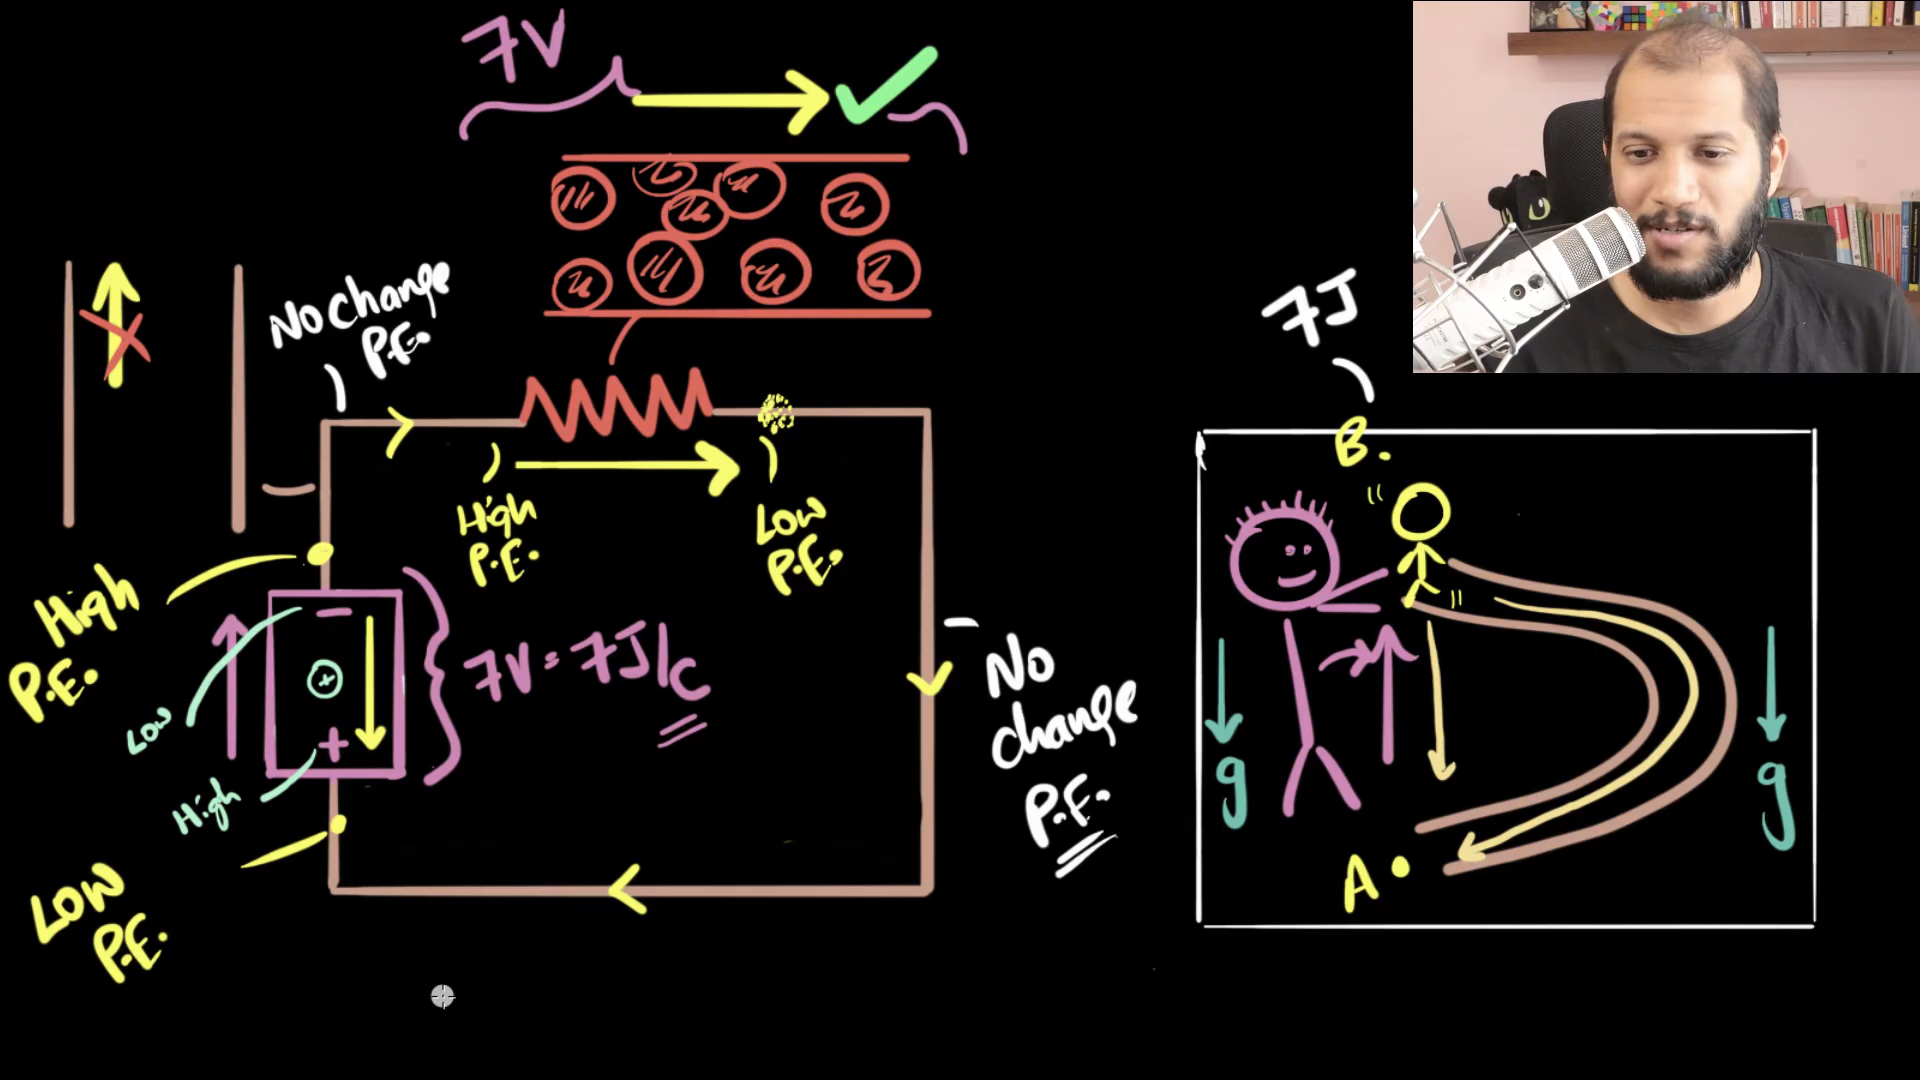 7V
No change
P.E.
High
P.E.
Low
P.E.
High
P.E.
Low
High
Low
P.E.
-
+
+
7V = 7J/C
No
change
P.E.
7J
B.
g
g
A.